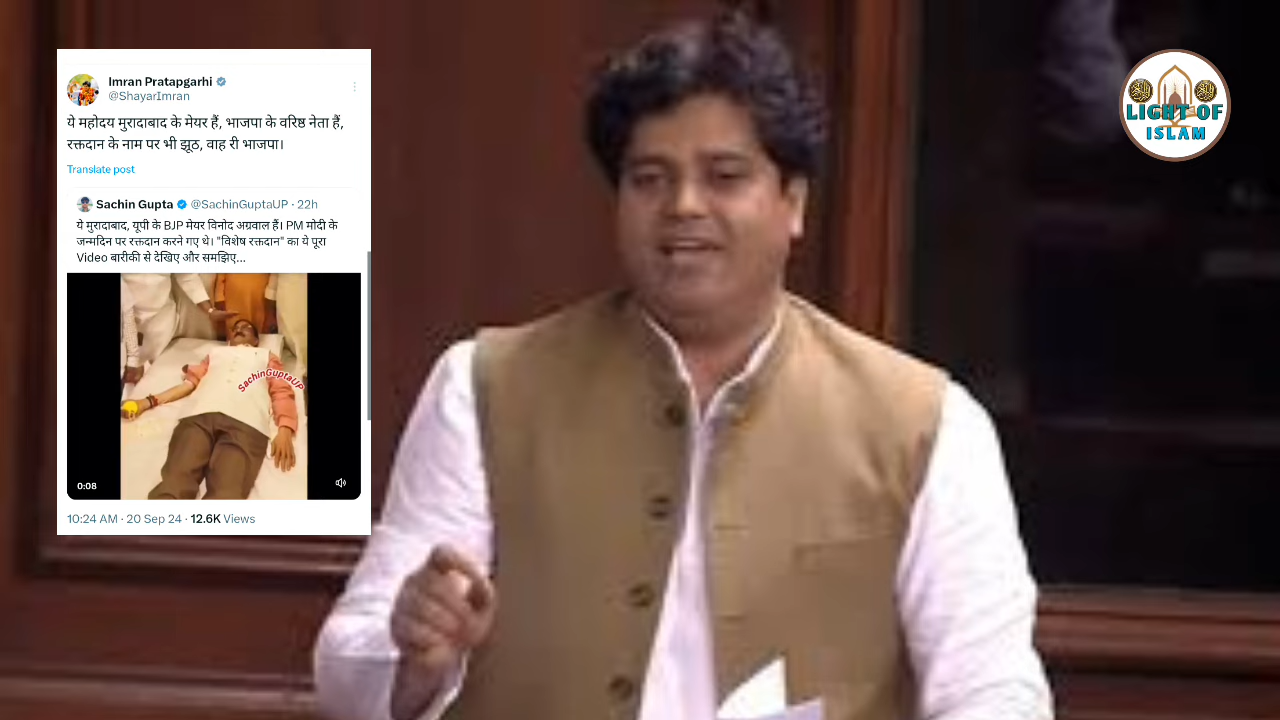 Imran Pratapgarhi
@ShayarImran
ये महोदय मुरादाबाद के मेयर हैं, भाजपा के वरिष्ठ नेता हैं,
रक्तदान के नाम पर भी झूठ, वाह री भाजपा।
Translate post
Sachin Gupta @SachinGuptaUP · 22h
ये मुरादाबाद, यूपी के BJP मेयर विनोद अग्रवाल हैं। PM मोदी के
जन्मदिन पर रक्तदान करने गए थे। "विशेष रक्तदान" का ये पूरा
Video बारीकी से देखिए और समझिए...
SachinGuptaUP
0:08
10:24 AM · 20 Sep 24 · 12.6K Views
LIGHT OF
ISLAM